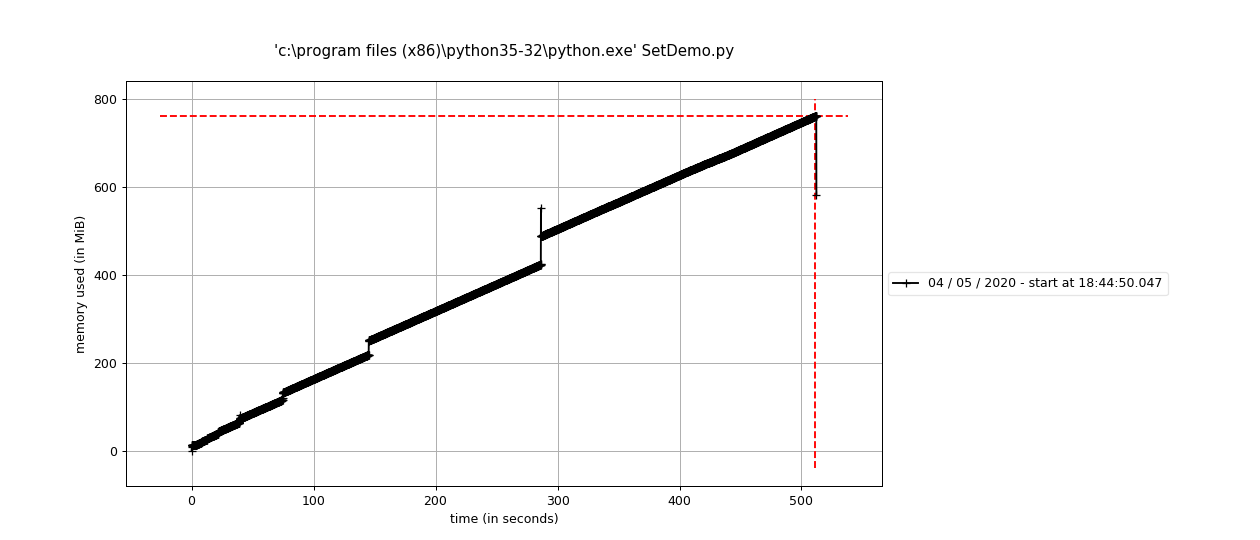 'c:\program files (x86)\python35-32\python.exe' SetDemo.py
800
600
400
200
0
memory used (in MiB)
0 100 200 300 400 500
time (in seconds)
04 / 05 / 2020 - start at 18:44:50.047